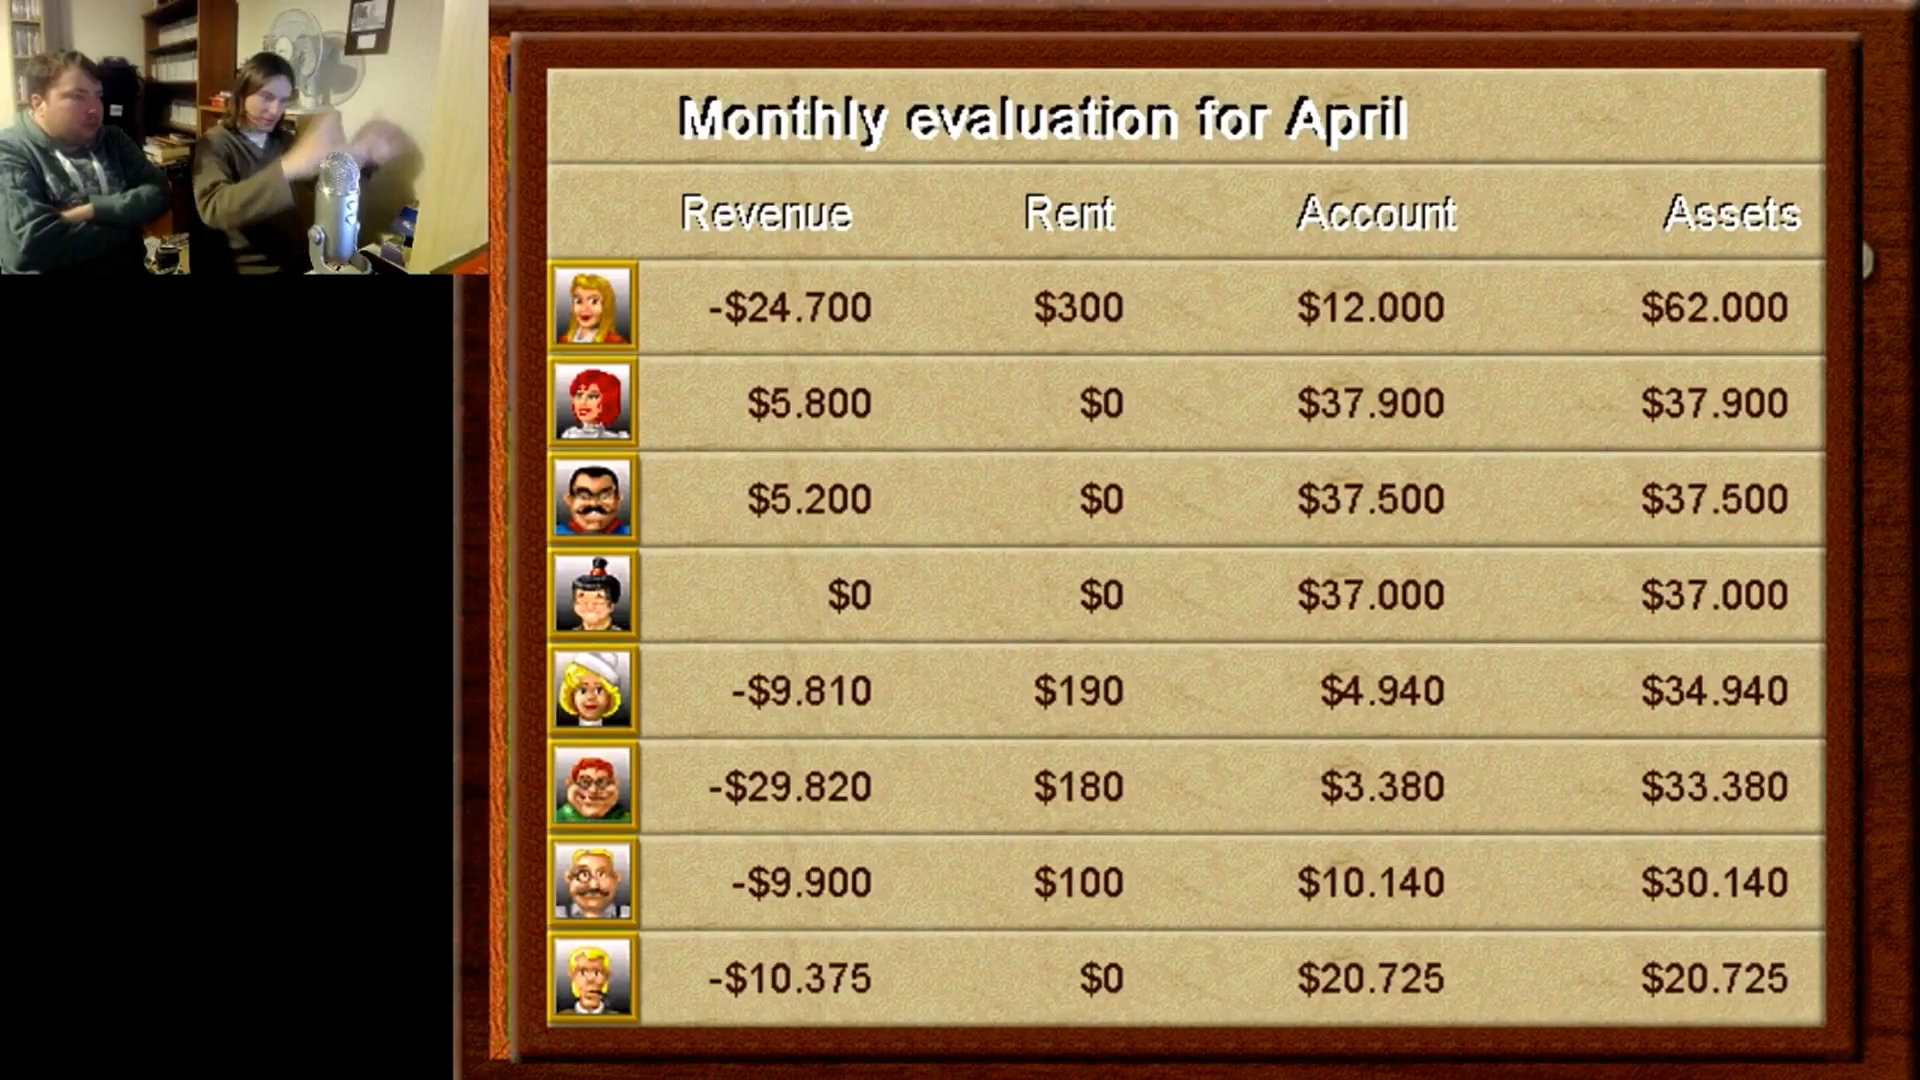 Monthly evaluation for April
Revenue Rent Account Assets
-$24.700 $300 $12.000 $62.000
$5.800 $0 $37.900 $37.900
$5.200 $0 $37.500 $37.500
$0 $0 $37.000 $37.000
-$9.810 $190 $4.940 $34.940
-$29.820 $180 $3.380 $33.380
-$9.900 $100 $10.140 $30.140
-$10.375 $0 $20.725 $20.725